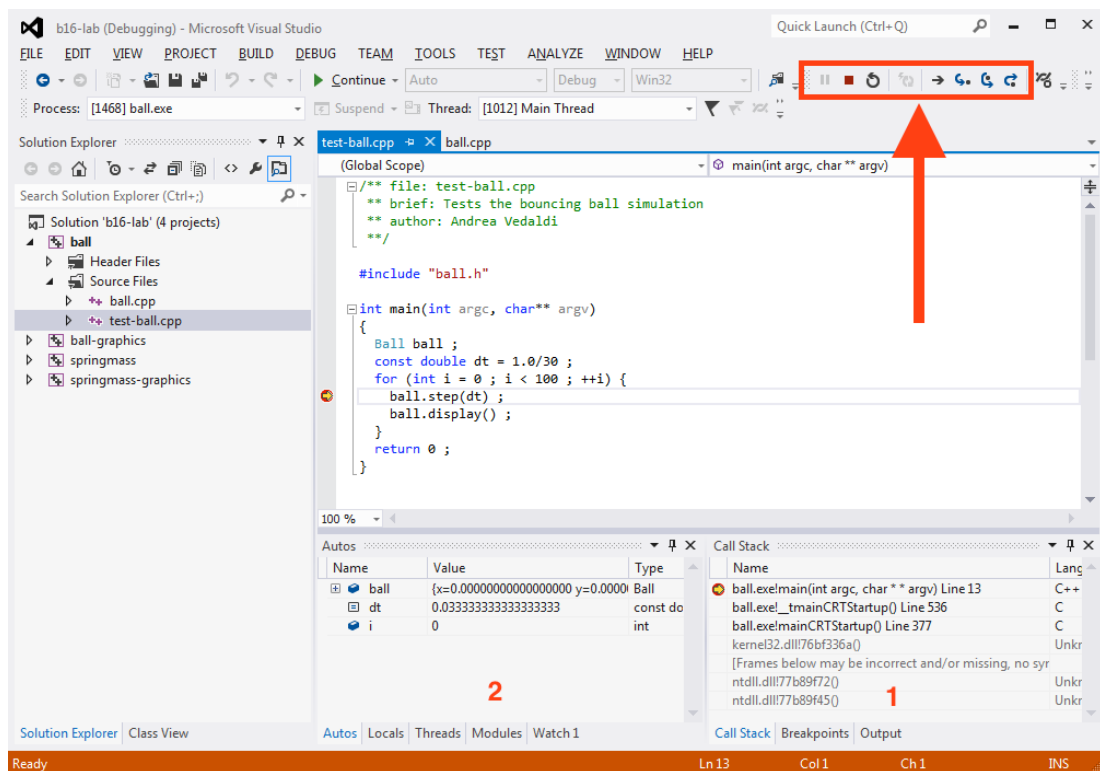 b16-lab (Debugging) - Microsoft Visual Studio
Quick Launch (Ctrl+Q)
FILE EDIT VIEW PROJECT BUILD DEBUG TEAM TOOLS TEST ANALYZE WINDOW HELP
Continue Auto Debug Win32
Process: [1468] ball.exe Suspend Thread: [1012] Main Thread
Solution Explorer
test-ball.cpp ball.cpp
(Global Scope) main(int argc, char ** argv)
Search Solution Explorer (Ctrl+;)
Solution 'b16-lab' (4 projects)
ball
Header Files
Source Files
ball.cpp
test-ball.cpp
ball-graphics
springmass
springmass-graphics
/** file: test-ball.cpp
** brief: Tests the bouncing ball simulation
** author: Andrea Vedaldi
**/
#include "ball.h"
int main(int argc, char** argv)
{
Ball ball ;
const double dt = 1.0/30 ;
for (int i = 0 ; i < 100 ; ++i) {
ball.step(dt) ;
ball.display() ;
}
return 0 ;
}
100 %
Autos
Name Value Type
ball {x=0.00000000000000000 y=0.0000 Ball
dt 0.033333333333333333 const do
i 0 int
2
Autos Locals Threads Modules Watch 1
Call Stack
Name Lang
ball.exe!main(int argc, char * * argv) Line 13 C++
ball.exe!__tmainCRTStartup() Line 536 C
ball.exe!mainCRTStartup() Line 377 C
kernel32.dll!76bf336a() Unkr
[Frames below may be incorrect and/or missing, no syr
ntdll.dll!77b89f72() Unkr
ntdll.dll!77b89f45() Unkr
1
Call Stack Breakpoints Output
Solution Explorer Class View
Ready Ln 13 Col 1 Ch 1 INS